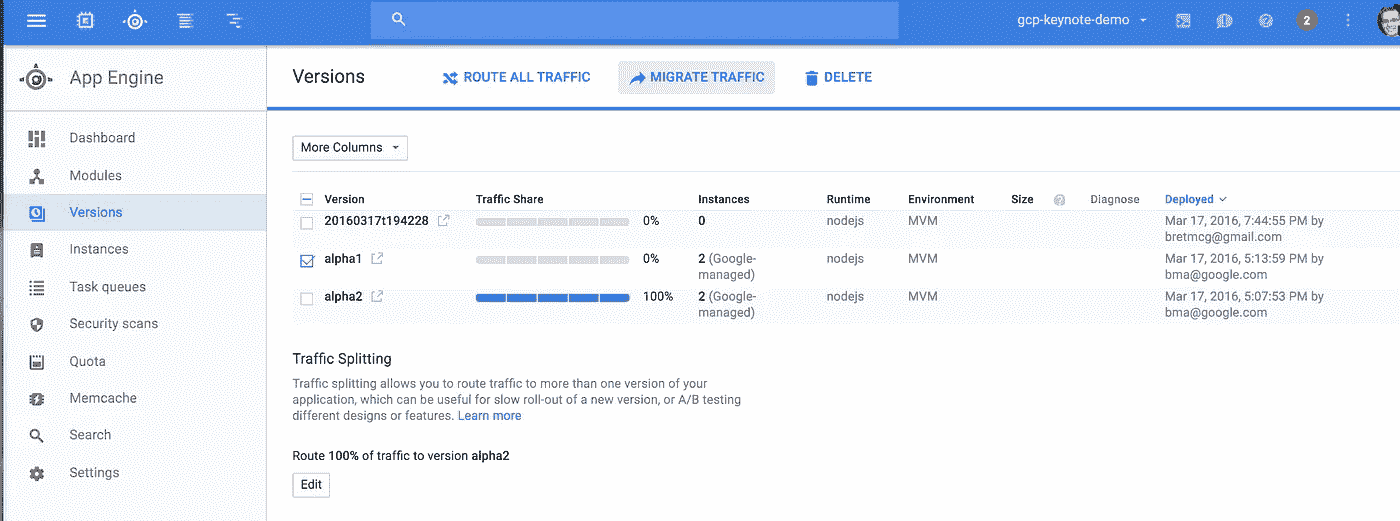 gcp-keynote-demo
2
App Engine
Versions
ROUTE ALL TRAFFIC
MIGRATE TRAFFIC
DELETE
Dashboard
Modules
Versions
Instances
Task queues
Security scans
Quota
Memcache
Search
Settings
More Columns
Version Traffic Share Instances Runtime Environment Size Diagnose Deployed
20160317t194228 0% 0 nodejs MVM Mar 17, 2016, 7:44:55 PM by
bretmcg@gmail.com
alpha1 0% 2 (Google- nodejs MVM Mar 17, 2016, 5:13:59 PM by
managed) bma@google.com
alpha2 100% 2 (Google- nodejs MVM Mar 17, 2016, 5:07:53 PM by
managed) bma@google.com
Traffic Splitting
Traffic splitting allows you to route traffic to more than one version of your
application, which can be useful for slow roll-out of a new version, or A/B testing
different designs or features. Learn more
Route 100% of traffic to version alpha2
Edit